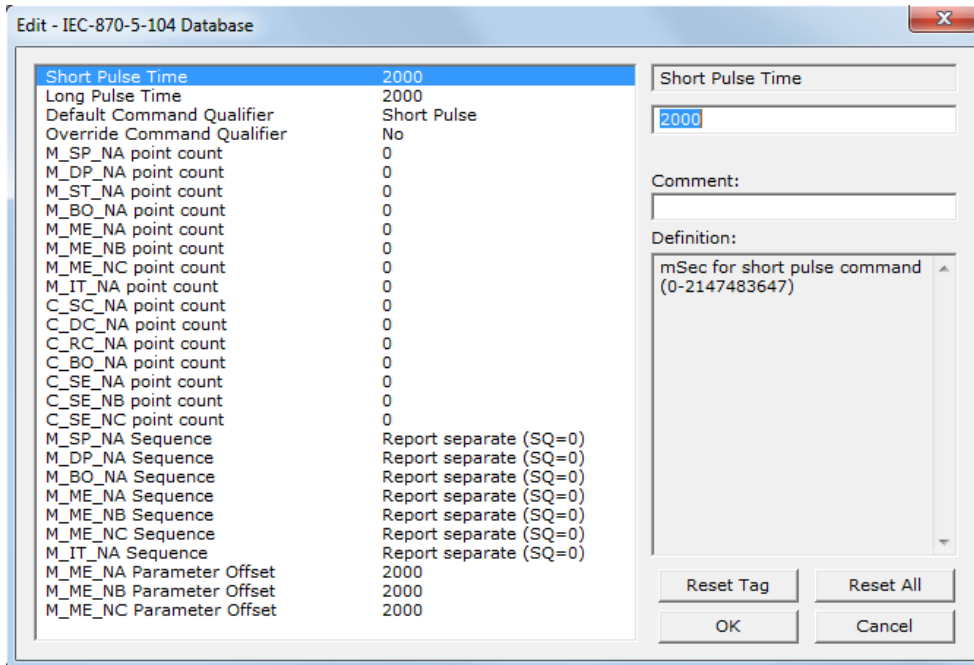 Edit - IEC-870-5-104 Database
Short Pulse Time 2000
Long Pulse Time 2000
Default Command Qualifier Short Pulse
Override Command Qualifier No
M_SP_NA point count 0
M_DP_NA point count 0
M_ST_NA point count 0
M_BO_NA point count 0
M_ME_NA point count 0
M_ME_NB point count 0
M_ME_NC point count 0
M_IT_NA point count 0
C_SC_NA point count 0
C_DC_NA point count 0
C_RC_NA point count 0
C_BO_NA point count 0
C_SE_NA point count 0
C_SE_NB point count 0
C_SE_NC point count 0
M_SP_NA Sequence Report separate (SQ=0)
M_DP_NA Sequence Report separate (SQ=0)
M_BO_NA Sequence Report separate (SQ=0)
M_ME_NA Sequence Report separate (SQ=0)
M_ME_NB Sequence Report separate (SQ=0)
M_ME_NC Sequence Report separate (SQ=0)
M_IT_NA Sequence Report separate (SQ=0)
M_ME_NA Parameter Offset 2000
M_ME_NB Parameter Offset 2000
M_ME_NC Parameter Offset 2000
Short Pulse Time
2000
Comment:
Definition:
mSec for short pulse command
(0-2147483647)
Reset Tag Reset All
OK Cancel